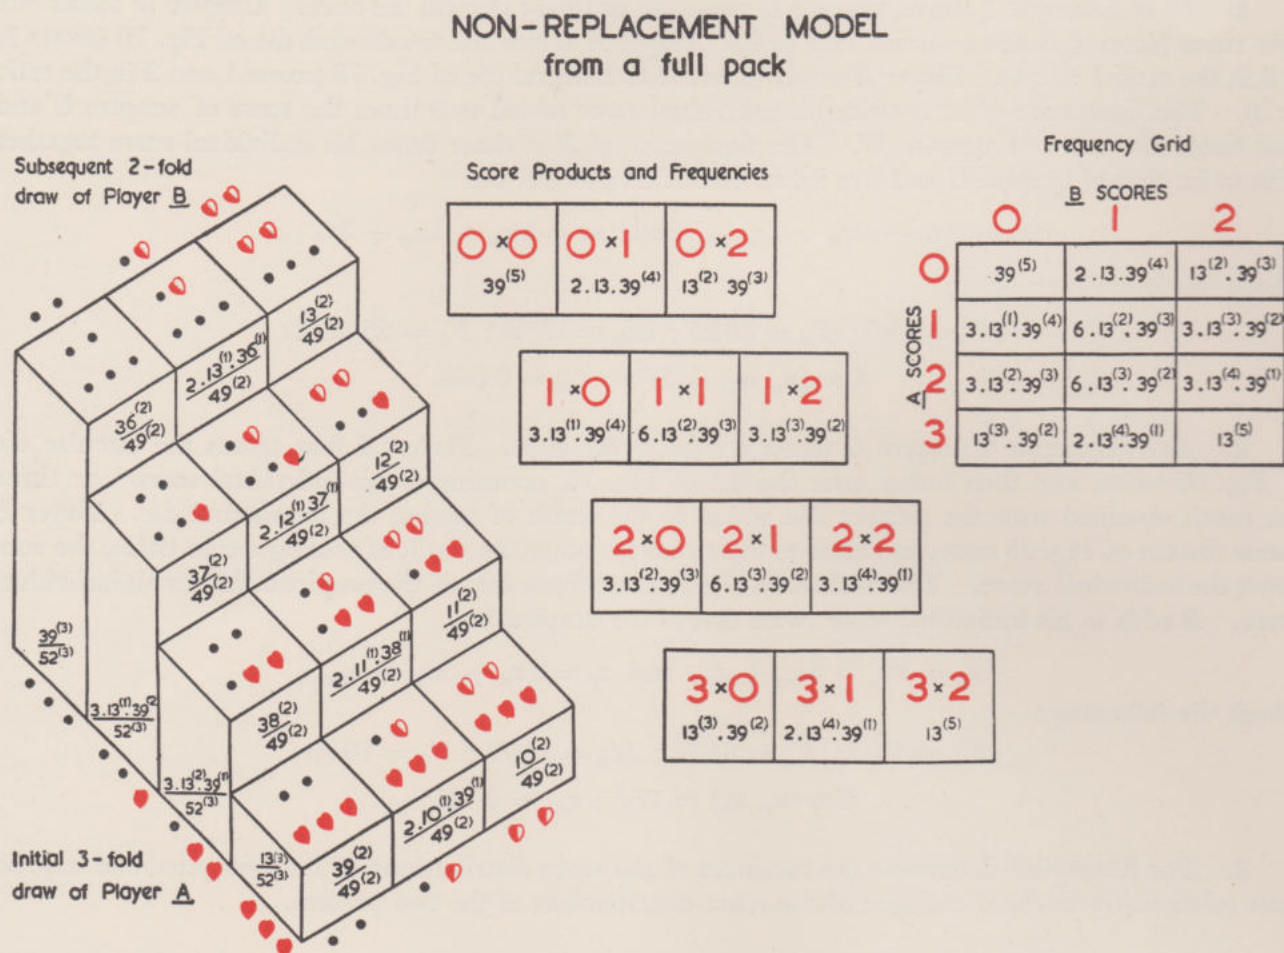 NON-REPLACEMENT MODEL
from a full pack
Subsequent 2-fold
draw of Player B
Score Products and Frequencies
Frequency Grid
B SCORES
0 1 2
A SCORES
0 39⁽⁵⁾ 2.13.39⁽⁴⁾ 13⁽²⁾.39⁽³⁾
1 3.13⁽¹⁾.39⁽⁴⁾ 6.13⁽²⁾.39⁽³⁾ 3.13⁽³⁾.39⁽²⁾
2 3.13⁽²⁾.39⁽³⁾ 6.13⁽³⁾.39⁽²⁾ 3.13⁽⁴⁾.39⁽¹⁾
3 13⁽³⁾.39⁽²⁾ 2.13⁽⁴⁾.39⁽¹⁾ 13⁽⁵⁾
0×0 0×1 0×2
39⁽⁵⁾ 2.13.39⁽⁴⁾ 13⁽²⁾ 39⁽³⁾
1×0 1×1 1×2
3.13⁽¹⁾.39⁽⁴⁾ 6.13⁽²⁾.39⁽³⁾ 3.13⁽³⁾.39⁽²⁾
2×0 2×1 2×2
3.13⁽²⁾.39⁽³⁾ 6.13⁽³⁾.39⁽²⁾ 3.13⁽⁴⁾.39⁽¹⁾
3×0 3×1 3×2
13⁽³⁾.39⁽²⁾ 2.13⁽⁴⁾.39⁽¹⁾ 13⁽⁵⁾
36⁽²⁾
49⁽²⁾
2.13⁽¹⁾.36⁽¹⁾
49⁽²⁾
13⁽²⁾
49⁽²⁾
37⁽²⁾
49⁽²⁾
2.12⁽¹⁾.37⁽¹⁾
49⁽²⁾
12⁽²⁾
49⁽²⁾
38⁽²⁾
49⁽²⁾
2.11⁽¹⁾.38⁽¹⁾
49⁽²⁾
11⁽²⁾
49⁽²⁾
39⁽²⁾
49⁽²⁾
2.10⁽¹⁾.39⁽¹⁾
49⁽²⁾
10⁽²⁾
49⁽²⁾
39⁽³⁾
52⁽³⁾
3.13⁽¹⁾.39⁽²
52⁽³⁾
3.13⁽²⁾.39⁽¹⁾
52⁽³⁾
13⁽³⁾
52⁽³⁾
Initial 3-fold
draw of Player A